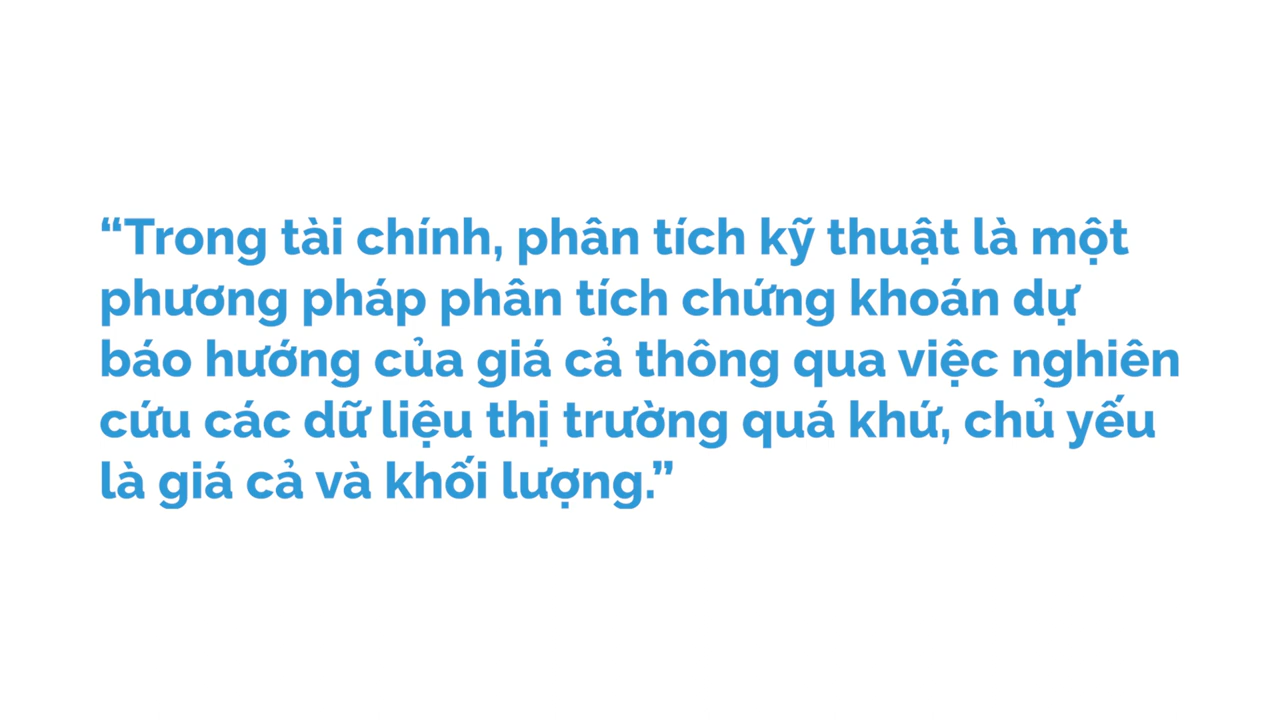 “Trong tài chính, phân tích kỹ thuật là một
phương pháp phân tích chứng khoán dự
báo hướng của giá cả thông qua việc nghiên
cứu các dữ liệu thị trường quá khứ, chủ yếu
là giá cả và khối lượng.”